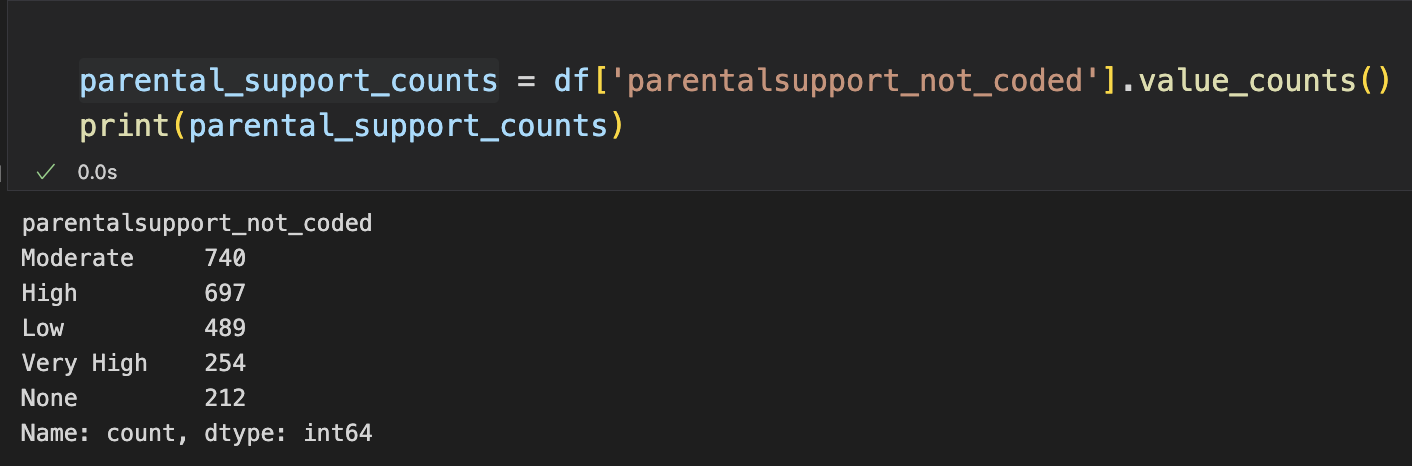 parental_support_counts = df['parentalsupport_not_coded'].value_counts()
print(parental_support_counts)
0.0s
parentalsupport_not_coded
Moderate     740
High         697
Low          489
Very High    254
None         212
Name: count, dtype: int64